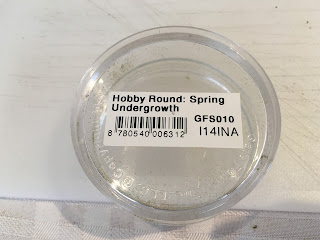 Hobby Round: Spring
Undergrowth
GFS010
8 780540 006312
I14INA